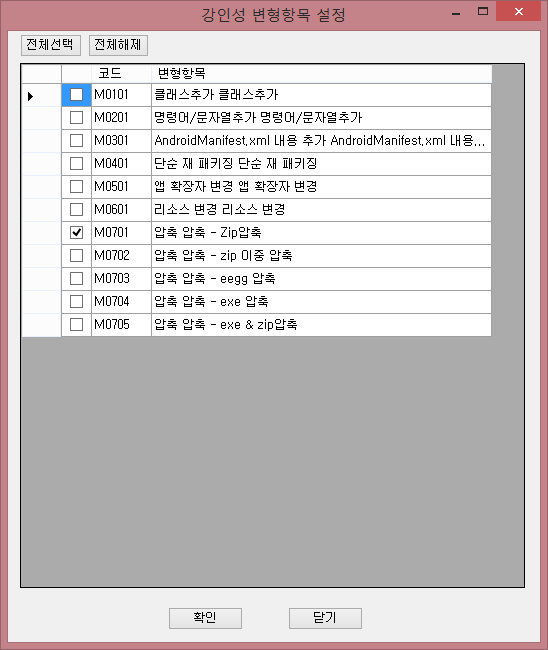 강인성 변형항목 설정
전체선택 전체해제
코드 변형항목
M0101 클래스추가 클래스추가
M0201 명령어/문자열추가 명령어/문자열추가
M0301 AndroidManifest.xml 내용 추가 AndroidManifest.xml 내용...
M0401 단순 재 패키징 단순 재 패키징
M0501 앱 확장자 변경 앱 확장자 변경
M0601 리소스 변경 리소스 변경
M0701 압축 압축 - Zip압축
M0702 압축 압축 - zip 이중 압축
M0703 압축 압축 - eegg 압축
M0704 압축 압축 - exe 압축
M0705 압축 압축 - exe & zip압축
확인 닫기